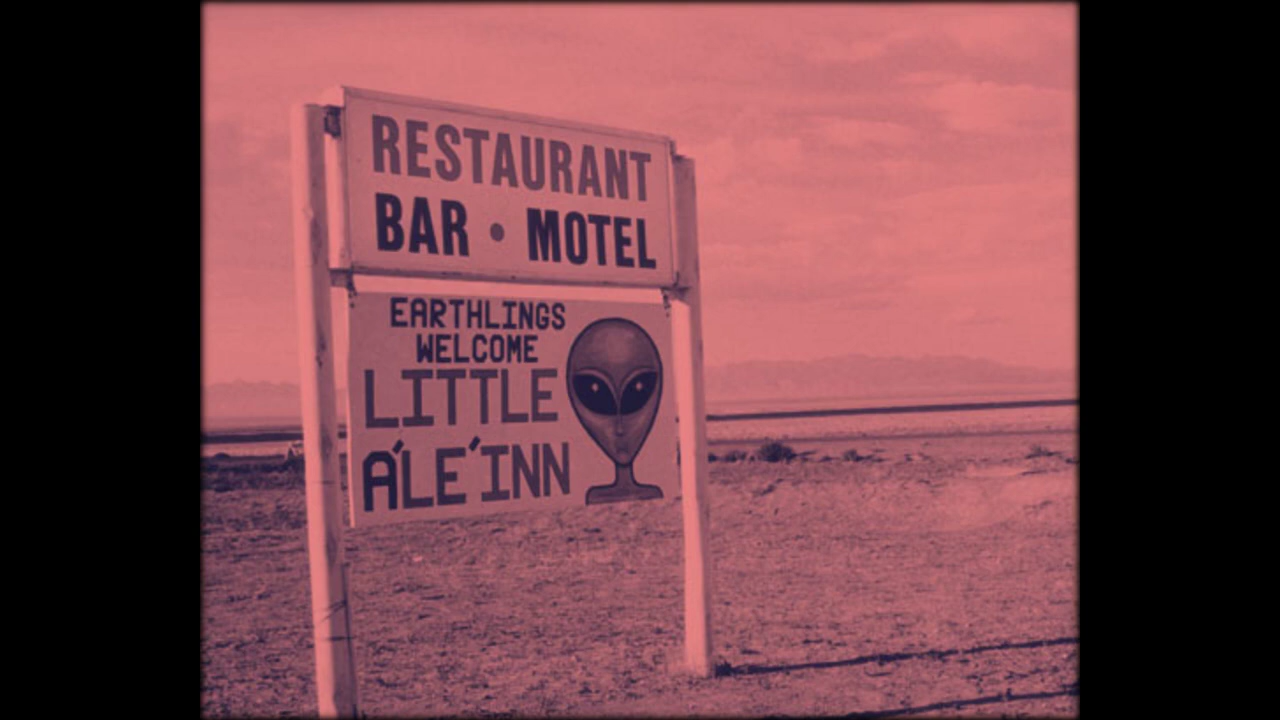 RESTAURANT
BAR • MOTEL
EARTHLINGS
WELCOME
LITTLE
A'LE'INN